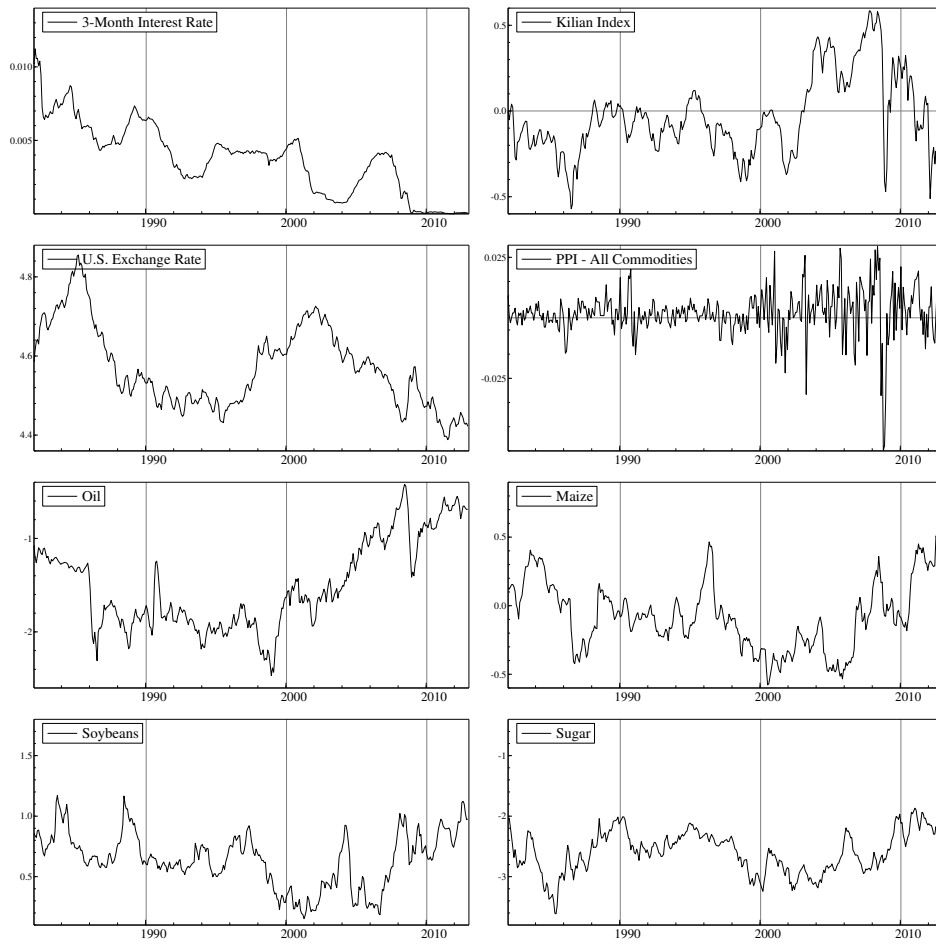 3-Month Interest Rate
0.010
0.005
1990 2000 2010
Kilian Index
0.5
0.0
-0.5
1990 2000 2010
U.S. Exchange Rate
4.8
4.6
4.4
1990 2000 2010
PPI - All Commodities
0.025
-0.025
1990 2000 2010
Oil
-1
-2
1990 2000 2010
Maize
0.5
0.0
-0.5
1990 2000 2010
Soybeans
1.5
1.0
0.5
1990 2000 2010
Sugar
-1
-2
-3
1990 2000 2010